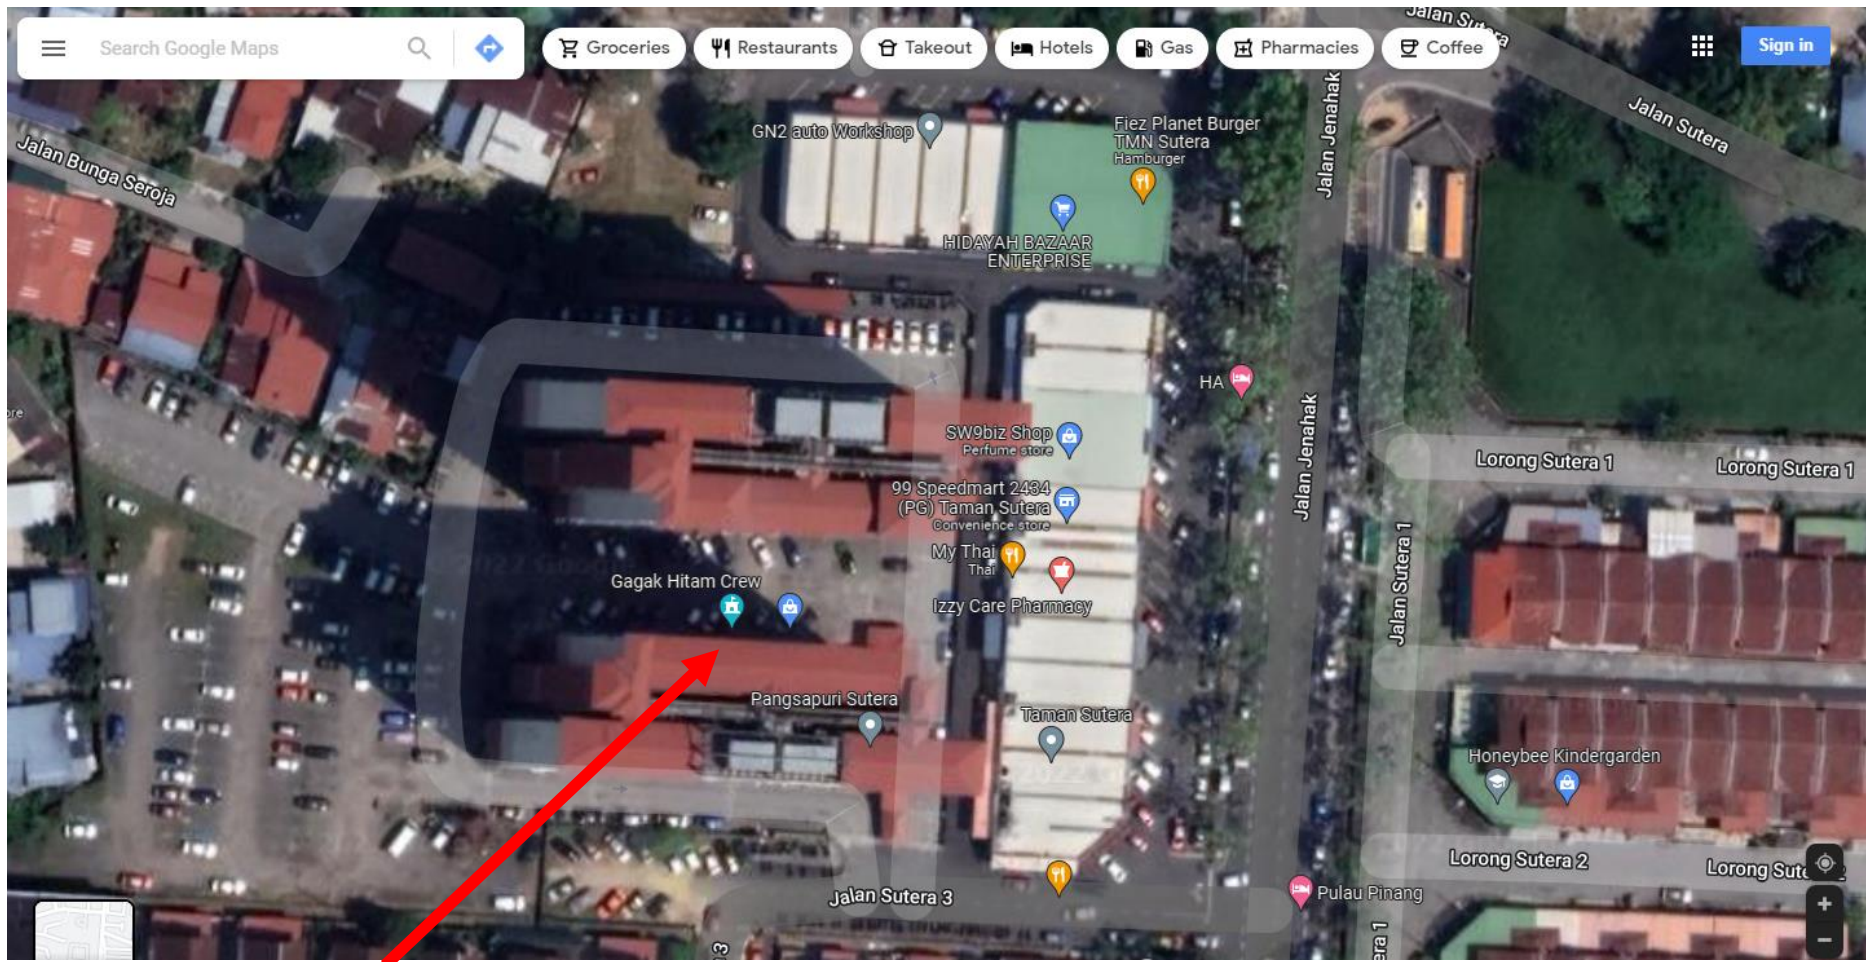 Search Google Maps
Groceries
Restaurants
Takeout
Hotels
Gas
Pharmacies
Coffee
Sign in
Jalan Sutera
Jalan Sutera
Jalan Jenahak
Jalan Bunga Seroja
GN2 auto Workshop
Fiez Planet Burger
TMN Sutera
Hamburger
HIDAYAH BAZAAR
ENTERPRISE
HA
Jalan Jenahak
SW9biz Shop
Perfume store
Lorong Sutera 1
Lorong Sutera 1
99 Speedmart 2434
(PG) Taman Sutera
Convenience store
My Thai
Thai
Jalan Sutera 1
Gagak Hitam Crew
Izzy Care Pharmacy
Pangsapuri Sutera
Taman Sutera
Honeybee Kindergarden
Lorong Sutera 2
Jalan Sutera 3
Pulau Pinang